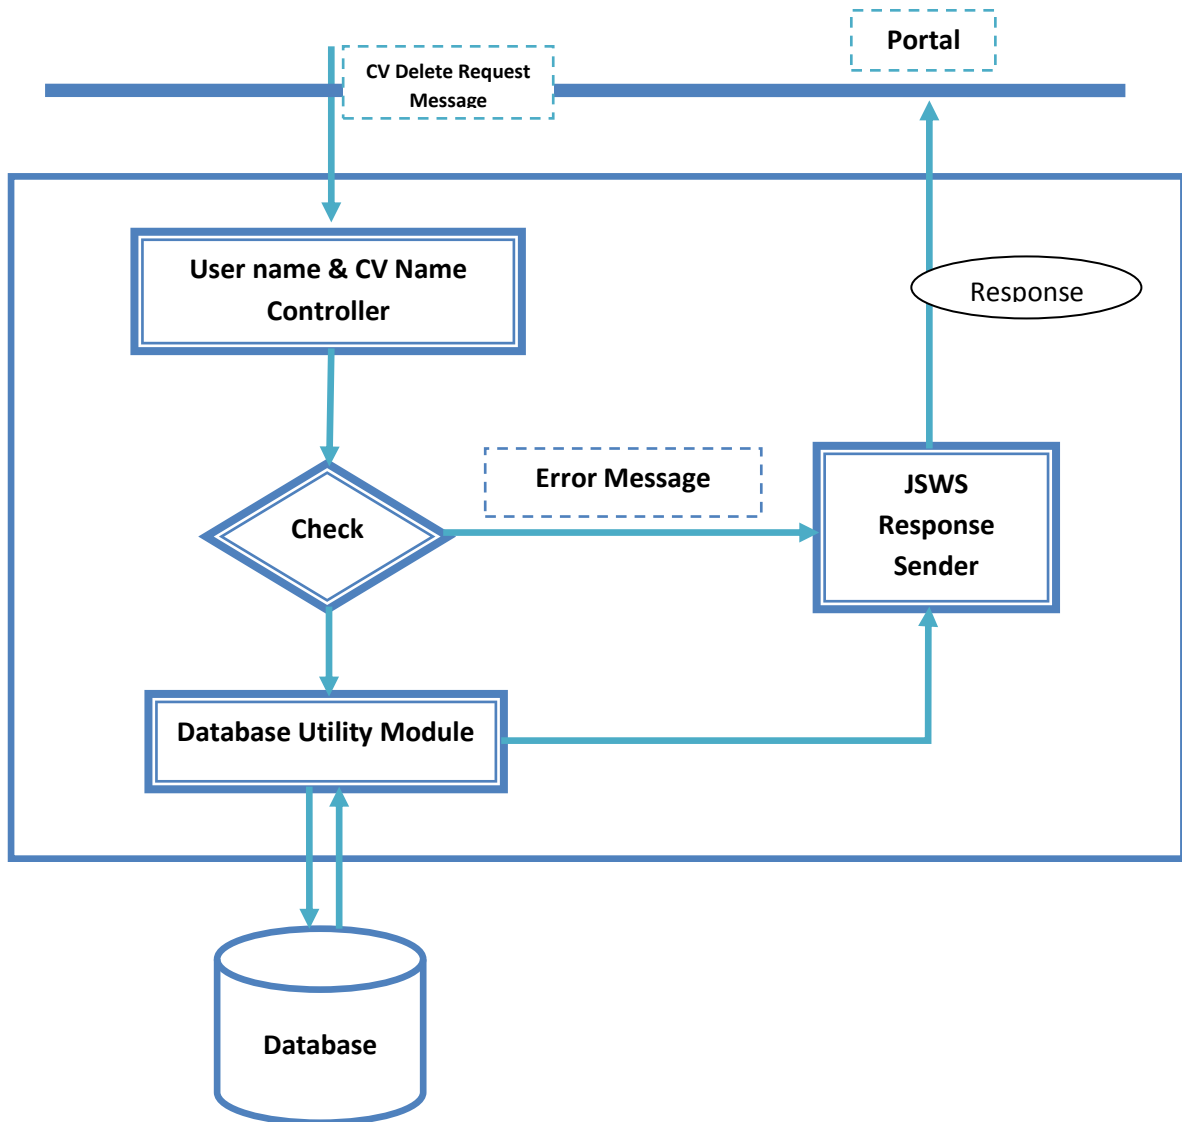 Portal
CV Delete Request
Message
User name & CV Name
Controller
Response
Error Message
JSWS
Response
Sender
Check
Database Utility Module
Database